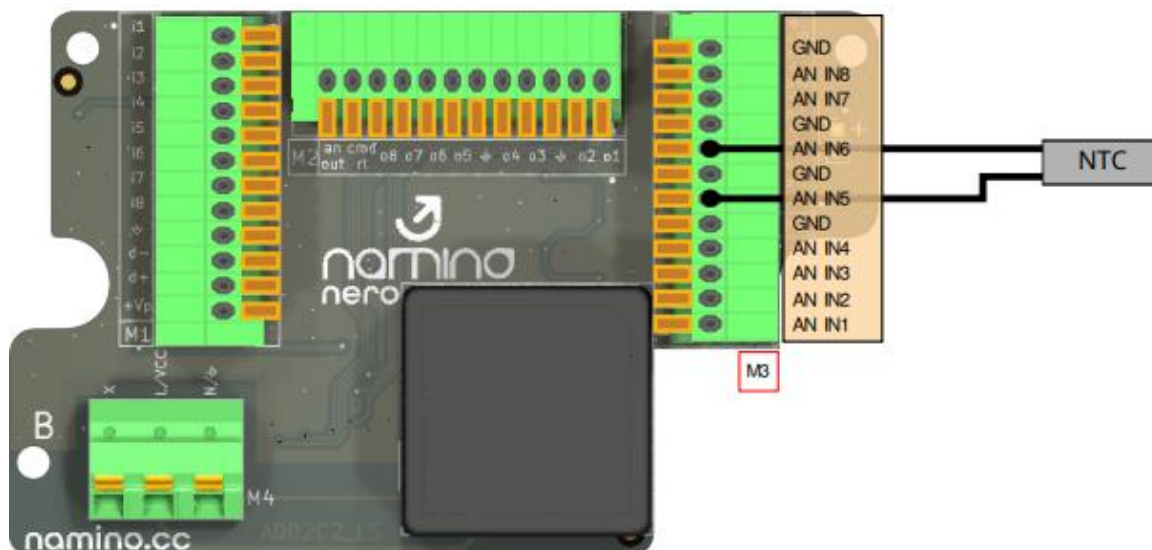 i1
i2
i3
i4
i5
i6
i7
i8
d-
d+
+Vp
M1
M2
an out
cmd rl
o8 o7 o6 o5 o4 o3 o2 o1
GND
AN IN8
AN IN7
GND
AN IN6
GND
AN IN5
GND
AN IN4
AN IN3
AN IN2
AN IN1
M3
NTC
namino
nero
X
L/VCC
B
M4
namino.cc